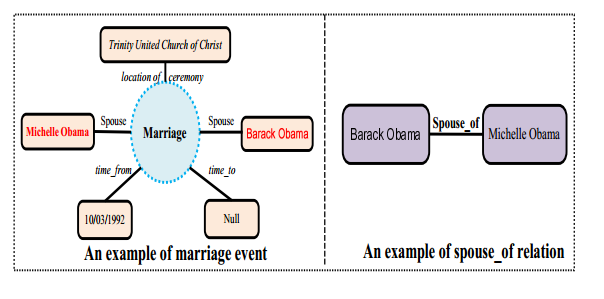 Trinity United Church of Christ
location of ceremony
Michelle Obama
Spouse
Marriage
Spouse
Barack Obama
time_from
time_to
10/03/1992
Null
An example of marriage event
Barack Obama
Spouse_of
Michelle Obama
An example of spouse_of relation